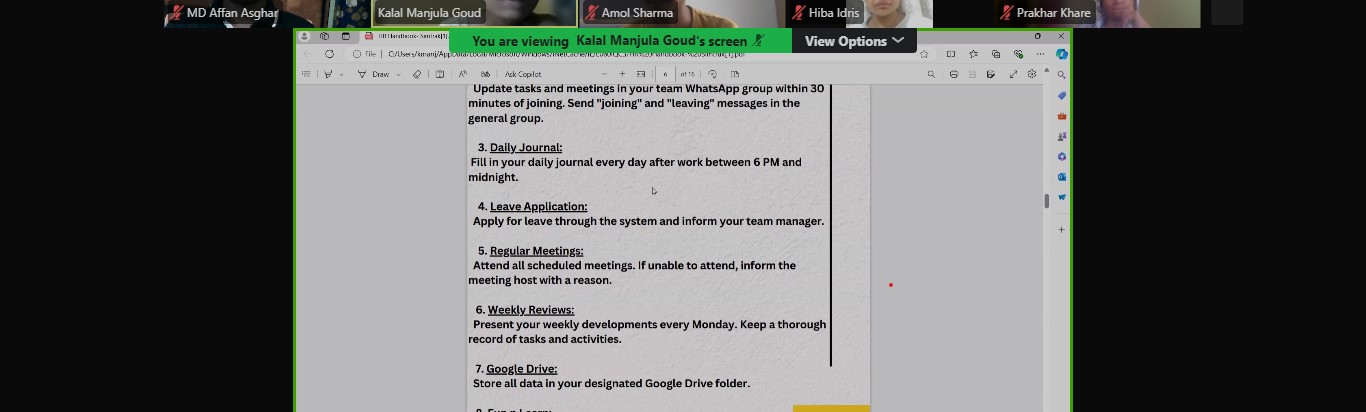 MD Affan Asghar
Kalal Manjula Goud
Amol Sharma
Hiba Idris
Prakhar Khare
You are viewing Kalal Manjula Goud's screen
View Options
HR Handbook- Simtrak[1].
File
Draw
Ask Copilot
6 of 16
Update tasks and meetings in your team WhatsApp group within 30
minutes of joining. Send "joining" and "leaving" messages in the
general group.
3. Daily Journal:
Fill in your daily journal every day after work between 6 PM and
midnight.
4. Leave Application:
Apply for leave through the system and inform your team manager.
5. Regular Meetings:
Attend all scheduled meetings. If unable to attend, inform the
meeting host with a reason.
6. Weekly Reviews:
Present your weekly developments every Monday. Keep a thorough
record of tasks and activities.
7. Google Drive:
Store all data in your designated Google Drive folder.